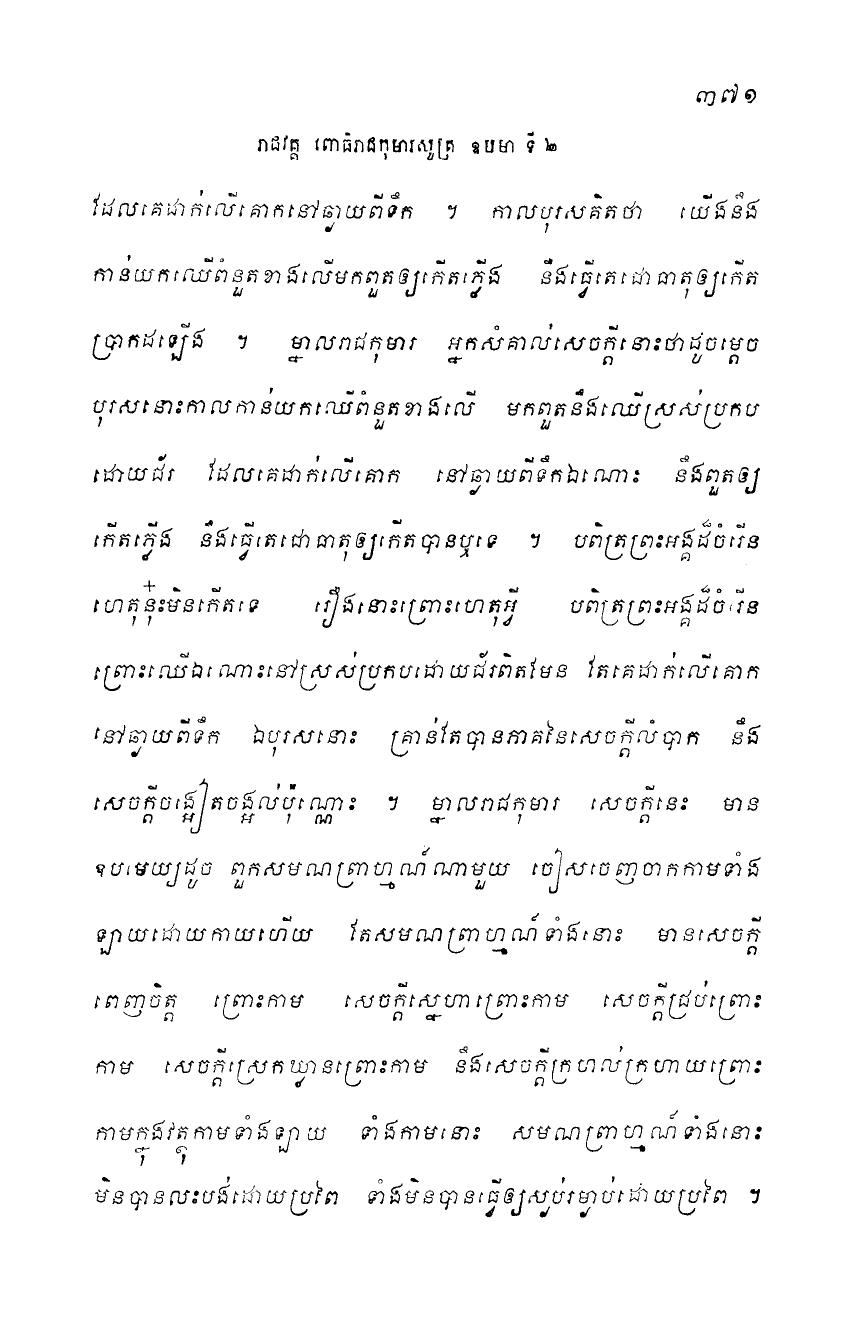 ៣៧១
រាជវគ្គ ពោធិរាជកុមារសូត្រ ឧបមា ទី ២
ដែលគេដាក់លើគោកនៅឆ្ងាយពីទឹក ។ កាលបុរសគិតថា យើងនឹង
កាន់យកឈើពំនួតខាងលើមកពួតឲ្យកើតភ្លើង នឹងធ្វើតេជោធាតុឲ្យកើត
ប្រាកដឡើង ។ ម្នាលរាជកុមារ អ្នកសំគាល់សេចក្តីនោះថាដូចម្តេច
បុរសនោះកាលកាន់យកឈើពំនួតខាងលើ មកពួតនឹងឈើស្រស់ប្រកប
ដោយជ័រ ដែលគេដាក់លើគោក នៅឆ្ងាយពីទឹកឯណោះ នឹងពួតឲ្យ
កើតភ្លើង នឹងធ្វើតេជោធាតុឲ្យកើតបានឬទេ ។ បពិត្រព្រះអង្គដ៏ចំរើន
ហេតុនុ៎ះមិនកើតទេ រឿងនោះព្រោះហេតុអ្វី បពិត្រព្រះអង្គដ៏ចំរើន
ព្រោះឈើឯណោះនៅស្រស់ប្រកបដោយជ័រពិតមែន តែគេដាក់លើគោក
នៅឆ្ងាយពីទឹក ឯបុរសនោះ គ្រាន់តែបានភាគនៃសេចក្តីលំបាក នឹង
សេចក្តីចង្អៀតចង្អល់ប៉ុណ្ណោះ ។ ម្នាលរាជកុមារ សេចក្តីនេះ មាន
ឧបមេយ្យដូច ពួកសមណព្រាហ្មណ៍ណាមួយ ចៀសចេញចាកកាមទាំង
ឡាយដោយកាយហើយ តែសមណព្រាហ្មណ៍ទាំងនោះ មានសេចក្តី
ពេញចិត្ត ព្រោះកាម សេចក្តីស្នេហាព្រោះកាម សេចក្តីជ្រប់ព្រោះ
កាម សេចក្តីស្រេកឃ្លានព្រោះកាម នឹងសេចក្តីក្រហល់ក្រហាយព្រោះ
កាមក្នុងវត្ថុកាមទាំងឡាយ ទាំងកាមនោះ សមណព្រាហ្មណ៍ទាំងនោះ
មិនបានលះបង់ដោយប្រពៃ ទាំងមិនបានធ្វើឲ្យស្ងប់រម្ងាប់ដោយប្រពៃ ។